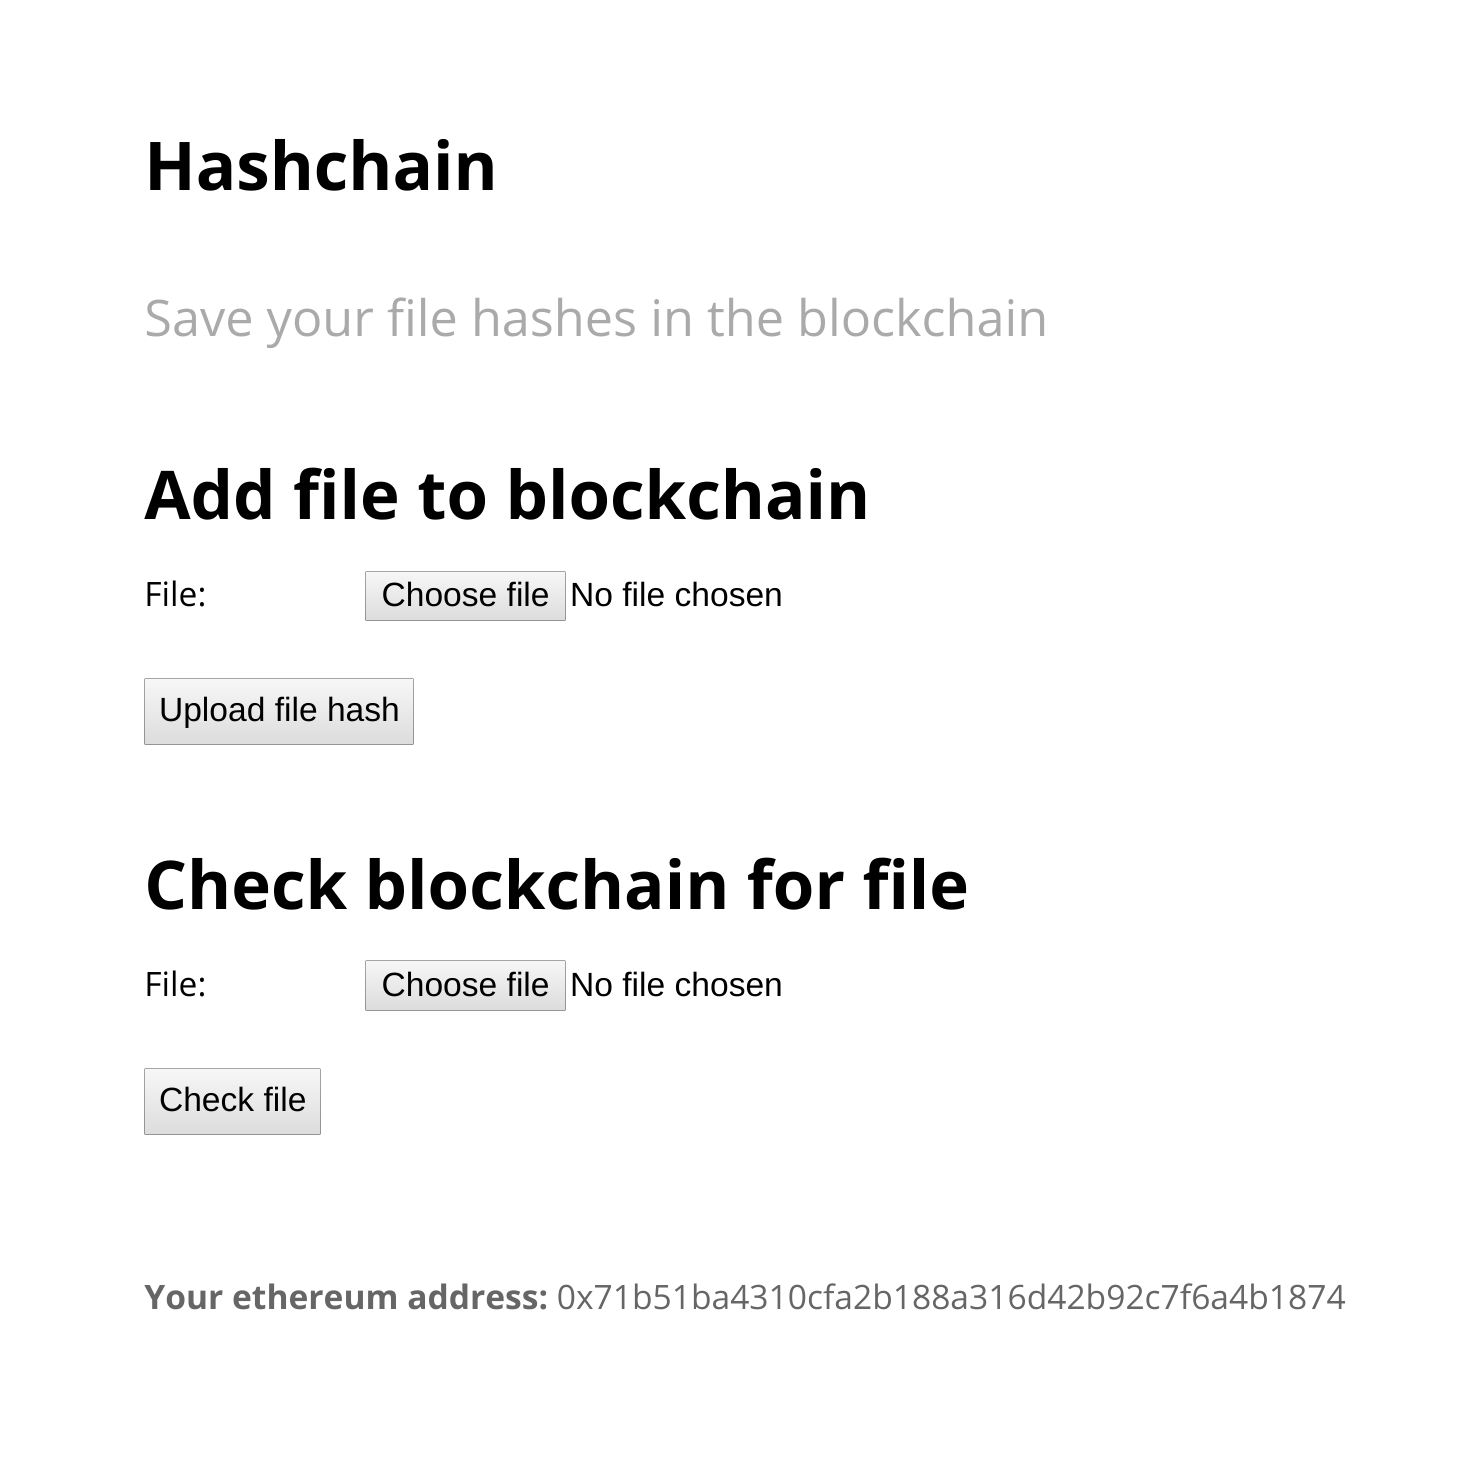 Hashchain
Save your file hashes in the blockchain
Add file to blockchain
File: Choose file No file chosen
Upload file hash
Check blockchain for file
File: Choose file No file chosen
Check file
Your ethereum address: 0x71b51ba4310cfa2b188a316d42b92c7f6a4b1874